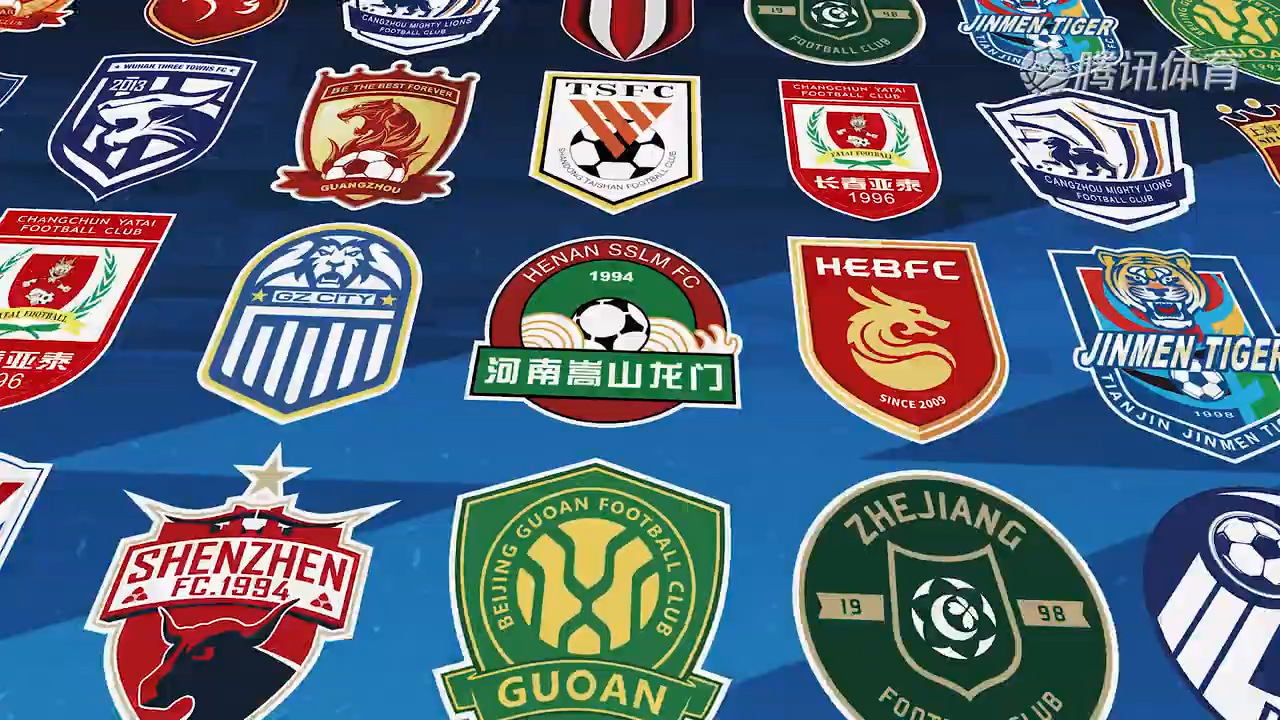 CANGZHOU MIGHTY LIONS
FOOTBALL CLUB
19 98
FOOTBALL CLUB
JINMEN TIGER
腾讯体育
WUHAN THREE TOWNS FC
2013
BE THE BEST FOREVER
GUANGZHOU
TSFC
SHANDONG TAISHAN FOOTBALL CLUB
CHANGCHUN YATAI
FOOTBALL CLUB
YATAI FOOTBALL
长春亚泰
1996
CANGZHOU MIGHTY LIONS
FOOTBALL CLUB
CHANGCHUN YATAI
FOOTBALL CLUB
YATAI FOOTBALL
亚泰
96
GZ CITY
HENAN SSLM FC
1994
河南嵩山龙门
HEBFC
SINCE 2009
JINMEN TIGER
1998
TIANJIN JINMEN TI
SHENZHEN
FC.1994
BEIJING GUOAN FOOTBALL CLUB
GUOAN
ZHEJIANG
19 98
FOOTBALL CLUB